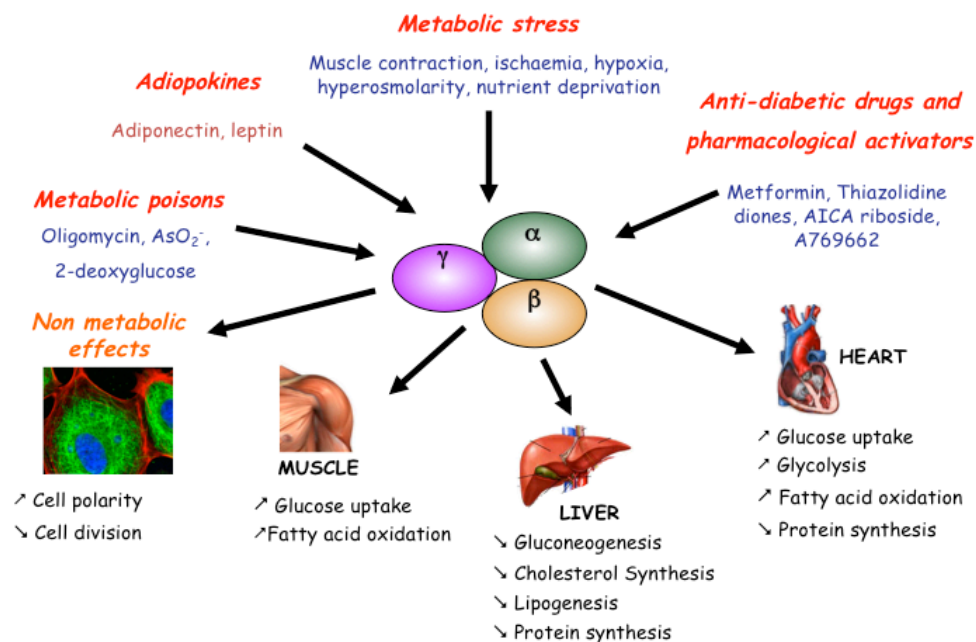 Metabolic stress
Muscle contraction, ischaemia, hypoxia,
hyperosmolarity, nutrient deprivation
Adiopokines
Adiponectin, leptin
Anti-diabetic drugs and
pharmacological activators
Metformin, Thiazolidine
diones, AICA riboside,
A769662
Metabolic poisons
Oligomycin, AsO₂⁻,
2-deoxyglucose
α
γ
β
Non metabolic
effects
↗ Cell polarity
↘ Cell division
MUSCLE
↗ Glucose uptake
↗Fatty acid oxidation
LIVER
↘ Gluconeogenesis
↘ Cholesterol Synthesis
↘ Lipogenesis
↘ Protein synthesis
HEART
↗ Glucose uptake
↗ Glycolysis
↗ Fatty acid oxidation
↘ Protein synthesis